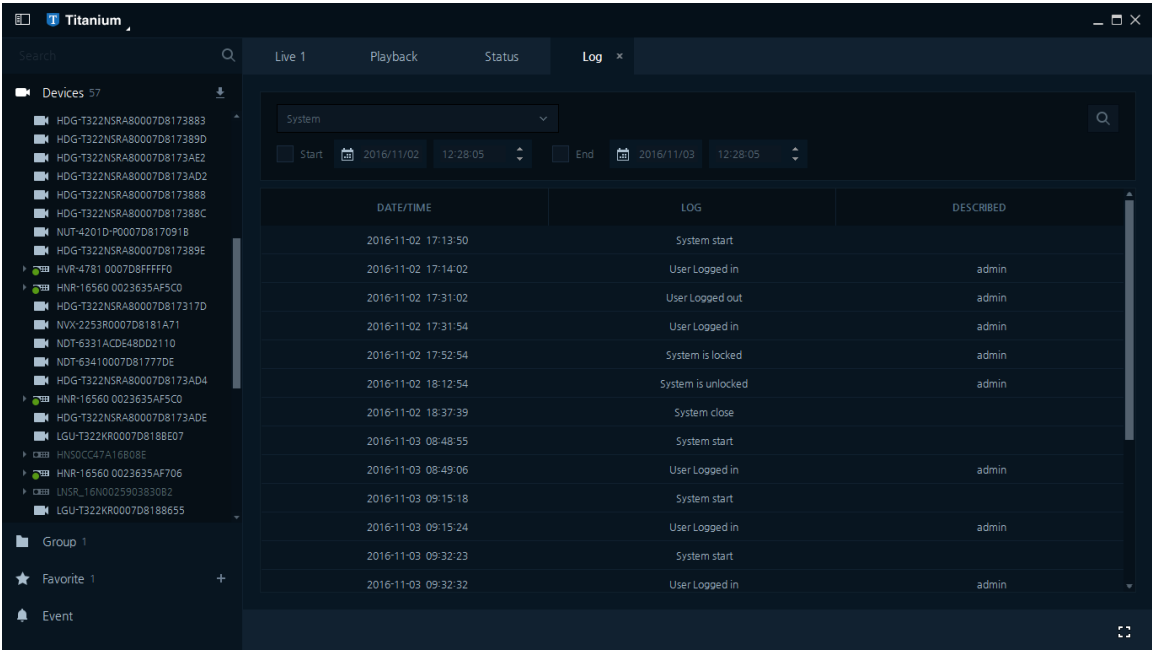 Titanium
Search
Live 1 Playback Status Log ×
Devices 57
HDG-T322NSRA80007D8173883
HDG-T322NSRA80007D817389D
HDG-T322NSRA80007D8173AE2
HDG-T322NSRA80007D8173AD2
HDG-T322NSRA80007D8173888
HDG-T322NSRA80007D817388C
NUT-4201D-P0007D817091B
HDG-T322NSRA80007D817389E
HVR-4781 0007D8FFFFF0
HNR-16560 0023635AF5C0
HDG-T322NSRA80007D817317D
NVX-2253R0007D8181A71
NDT-6331ACDE48DD2110
NDT-63410007D81777DE
HDG-T322NSRA80007D8173AD4
HNR-16560 0023635AF5C0
HDG-T322NSRA80007D8173ADE
LGU-T322KR0007D818BE07
HNS0CC47A16B08E
HNR-16560 0023635AF706
LNSR_16N0025903830B2
LGU-T322KR0007D8188655
Group 1
Favorite 1 +
Event
System
Start 2016/11/02 12:28:05 End 2016/11/03 12:28:05
DATE/TIME LOG DESCRIBED
2016-11-02 17:13:50 System start
2016-11-02 17:14:02 User Logged in admin
2016-11-02 17:31:02 User Logged out admin
2016-11-02 17:31:54 User Logged in admin
2016-11-02 17:52:54 System is locked admin
2016-11-02 18:12:54 System is unlocked admin
2016-11-02 18:37:39 System close
2016-11-03 08:48:55 System start
2016-11-03 08:49:06 User Logged in admin
2016-11-03 09:15:18 System start
2016-11-03 09:15:24 User Logged in admin
2016-11-03 09:32:23 System start
2016-11-03 09:32:32 User Logged in admin